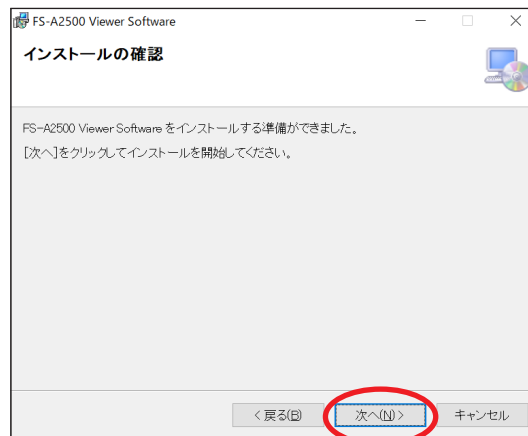 FS-A2500 Viewer Software
インストールの確認
FS-A2500 Viewer Software をインストールする準備ができました。
[次へ]をクリックしてインストールを開始してください。
< 戻る(B)
次へ(N) >
キャンセル